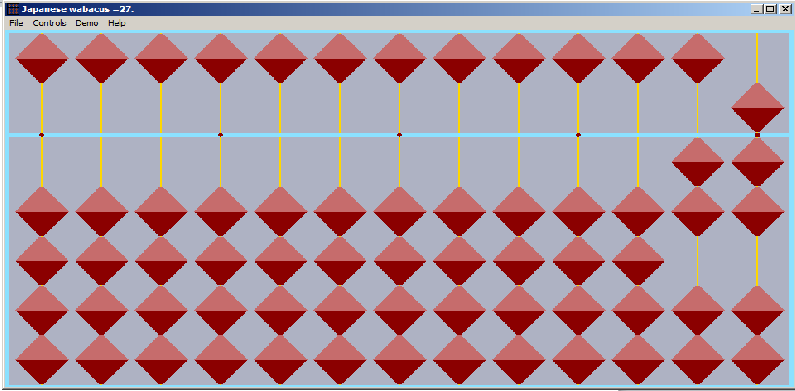 Japanese wabacus =27.
File Controls Demo Help